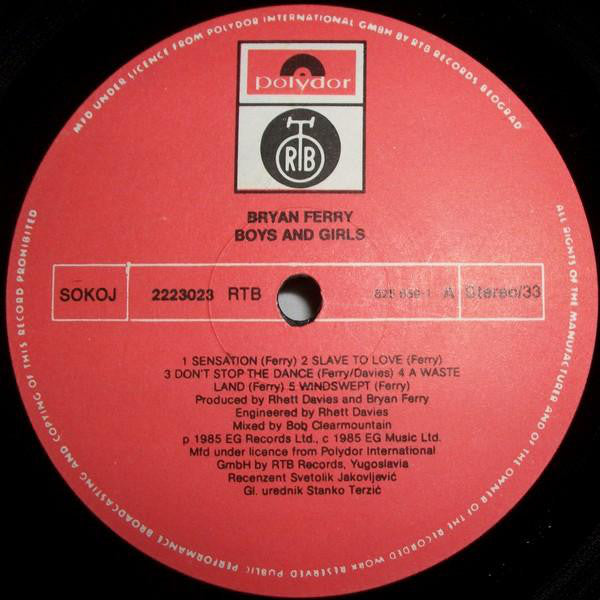 MFD UNDER LICENCE FROM POLYDOR INTERNATIONAL GMBH BY RTB RECORDS BEOGRAD
polydor
RTB
BRYAN FERRY
BOYS AND GIRLS
SOKOJ 2223023 RTB 825 659-1 A Stereo/33
1 SENSATION (Ferry) 2 SLAVE TO LOVE (Ferry)
3 DON'T STOP THE DANCE (Ferry/Davies) 4 A WASTE
LAND (Ferry) 5 WINDSWEPT (Ferry)
Produced by Rhett Davies and Bryan Ferry
Engineered by Rhett Davies
Mixed by Bob Clearmountain
p 1985 EG Records Ltd., c 1985 EG Music Ltd.
Mfd under licence from Polydor International
GmbH by RTB Records, Yugoslavia
Recenzent Svetolik Jakovljević
Gl. urednik Stanko Terzić
ALL RIGHTS OF THE MANUFACTURER AND OF THE OWNER OF THE RECORDED WORK RESERVED PUBLIC PERFORMANCE BROADCASTING AND COPYING OF THIS RECORD PROHIBITED